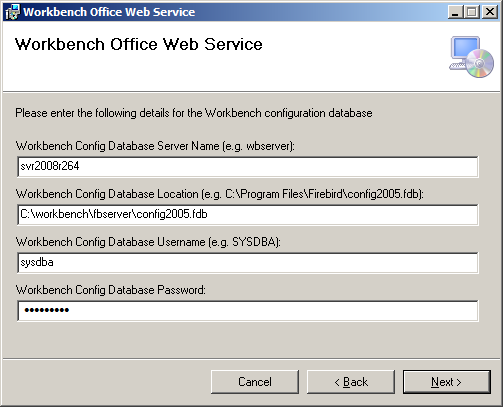 Workbench Office Web Service
Workbench Office Web Service
Please enter the following details for the Workbench configuration database
Workbench Config Database Server Name (e.g. wbserver):
svr2008r264
Workbench Config Database Location (e.g. C:\Program Files\Firebird\config2005.fdb):
C:\workbench\fbserver\config2005.fdb
Workbench Config Database Username (e.g. SYSDBA):
sysdba
Workbench Config Database Password:
•••••••••
Cancel
< Back
Next >